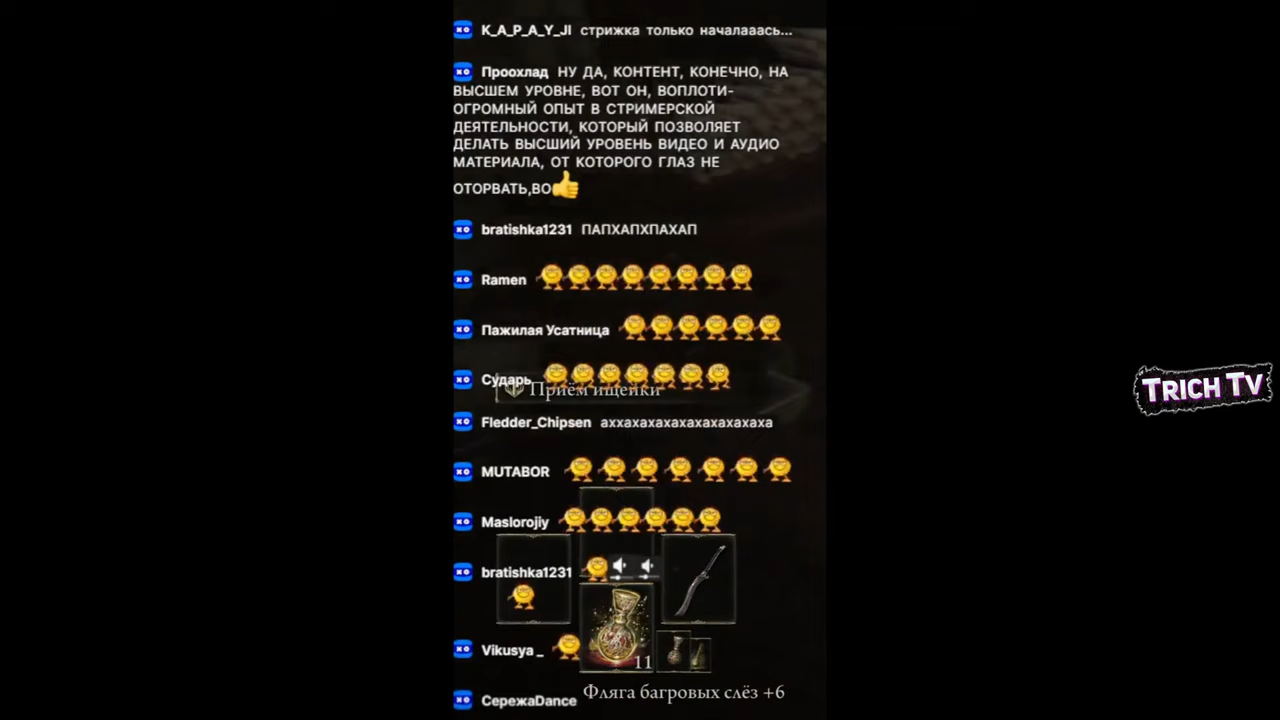 K_A_P_A_Y_JI стрижка только началааась...
Проохлад НУ ДА, КОНТЕНТ, КОНЕЧНО, НА
ВЫСШЕМ УРОВНЕ, ВОТ ОН, ВОПЛОТИ-
ОГРОМНЫЙ ОПЫТ В СТРИМЕРСКОЙ
ДЕЯТЕЛЬНОСТИ, КОТОРЫЙ ПОЗВОЛЯЕТ
ДЕЛАТЬ ВЫСШИЙ УРОВЕНЬ ВИДЕО И АУДИО
МАТЕРИАЛА, ОТ КОТОРОГО ГЛАЗ НЕ
ОТОРВАТЬ,ВО👍
bratishka1231 ПАПХАПХПАХАП
Ramen
Пажилая Усатница
Сударь
Приём ищейки
Fledder_Chipsen аххахахахахахахахахаха
MUTABOR
Maslorojiy
bratishka1231
Vikusya _
11
СережаDance
Фляга багровых слёз +6
TRICH TV